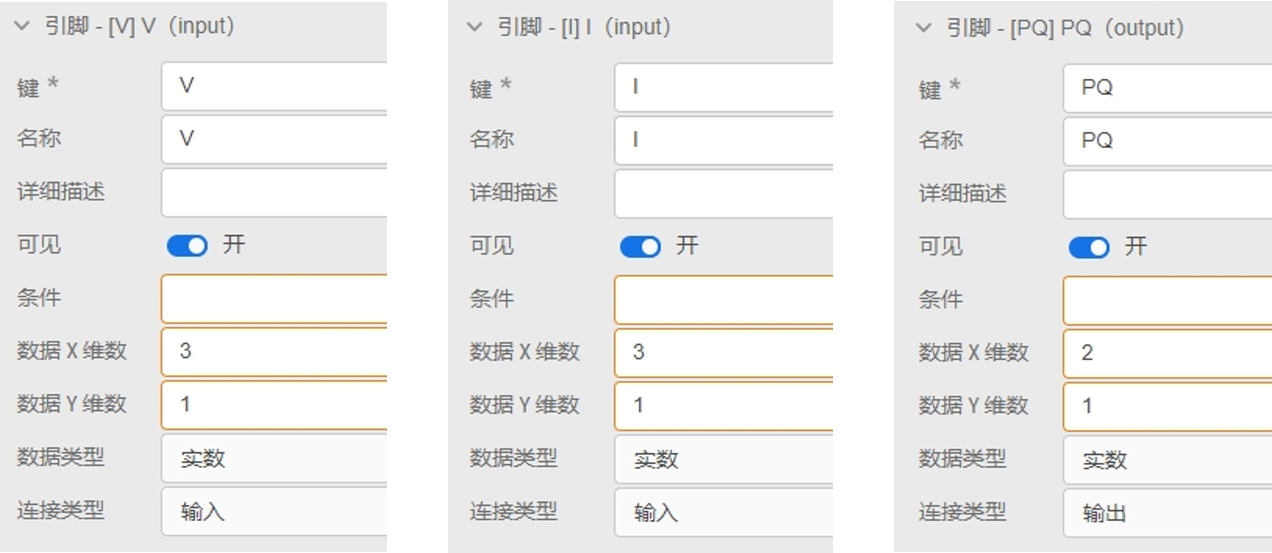 引脚 - [V] V（input）
键 *
V
名称
V
详细描述
可见
开
条件
数据 X 维数
3
数据 Y 维数
1
数据类型
实数
连接类型
输入
引脚 - [I] I（input）
键 *
I
名称
I
详细描述
可见
开
条件
数据 X 维数
3
数据 Y 维数
1
数据类型
实数
连接类型
输入
引脚 - [PQ] PQ（output）
键 *
PQ
名称
PQ
详细描述
可见
开
条件
数据 X 维数
2
数据 Y 维数
1
数据类型
实数
连接类型
输出